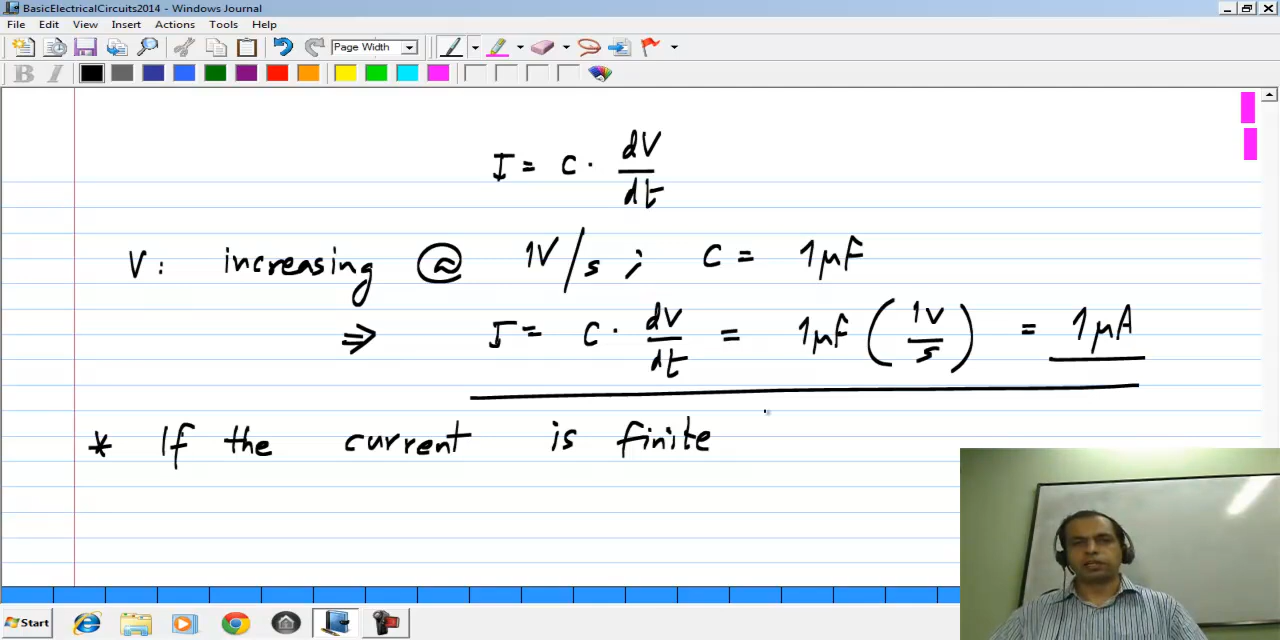 BasicElectricalCircuits2014 - Windows Journal
File Edit View Insert Actions Tools Help
Page Width
B I
I = C · dV/dt
V: increasing @ 1V/s ; C = 1μF
⇒ I = C · dV/dt = 1μF (1V/s) = 1μA
* If the current is finite
Start